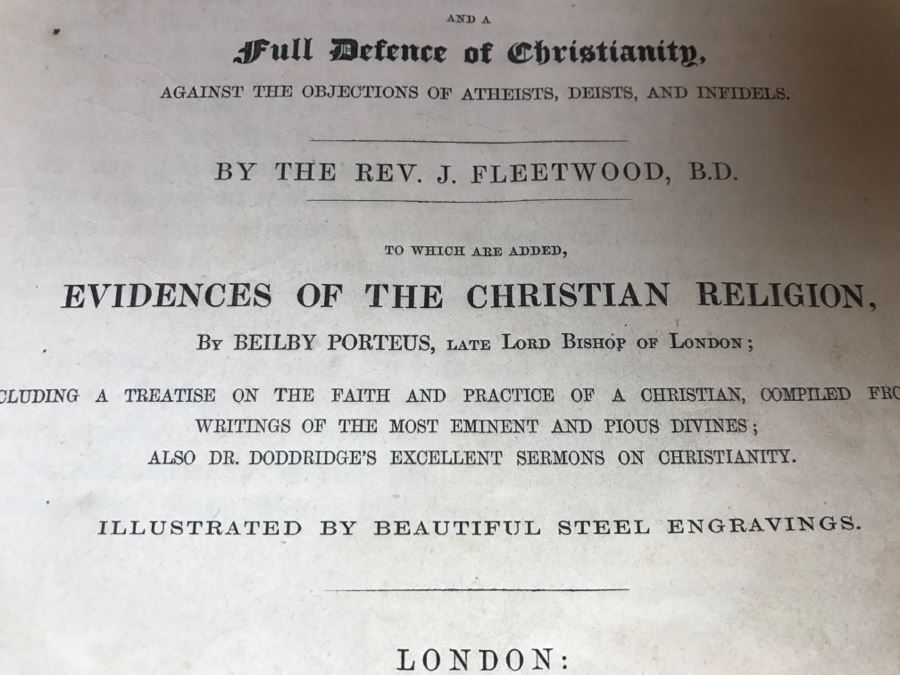 AND A
Full Defence of Christianity,
AGAINST THE OBJECTIONS OF ATHEISTS, DEISTS, AND INFIDELS.
BY THE REV. J. FLEETWOOD, B.D.
TO WHICH ARE ADDED,
EVIDENCES OF THE CHRISTIAN RELIGION,
By BEILBY PORTEUS, LATE LORD BISHOP OF LONDON;
CLUDING A TREATISE ON THE FAITH AND PRACTICE OF A CHRISTIAN, COMPILED FRO
WRITINGS OF THE MOST EMINENT AND PIOUS DIVINES;
ALSO DR. DODDRIDGE'S EXCELLENT SERMONS ON CHRISTIANITY.
ILLUSTRATED BY BEAUTIFUL STEEL ENGRAVINGS.
LONDON: